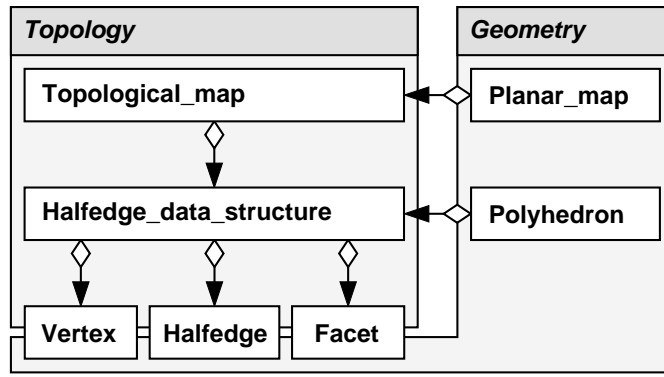 Topology
Geometry
Topological_map
Planar_map
Halfedge_data_structure
Polyhedron
Vertex
Halfedge
Facet